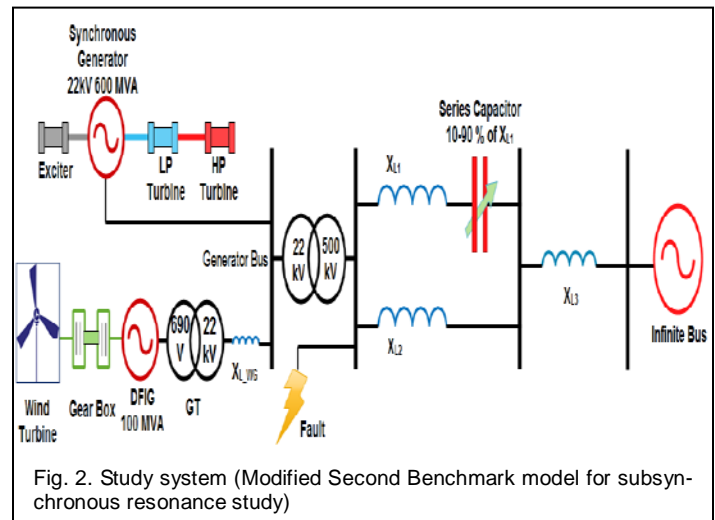 Synchronous
Generator
22kV 600 MVA
Exciter
LP
Turbine
HP
Turbine
Series Capacitor
10-90 % of XL1
XL1
Generator Bus
22
kV
500
kV
XL3
Infinite Bus
690
V
22
kV
XL_WG
XL2
Wind
Turbine
Gear Box
DFIG
100 MVA
GT
Fault
Fig. 2. Study system (Modified Second Benchmark model for subsyn-
chronous resonance study)